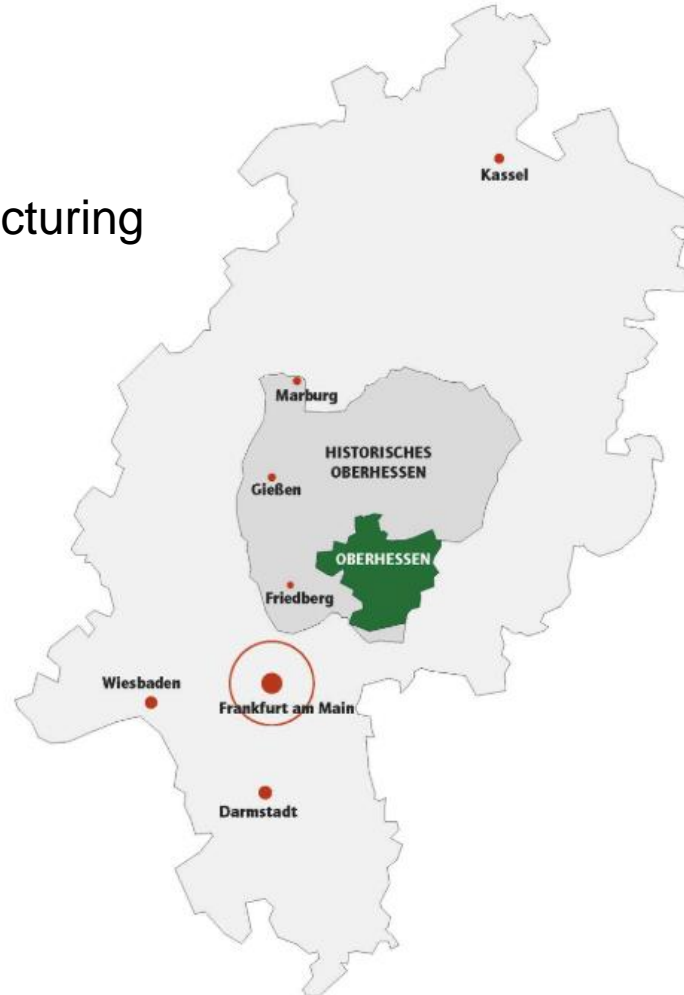 Kassel
cturing
Marburg
HISTORISCHES
OBERHESSEN
Gießen
OBERHESSEN
Friedberg
Wiesbaden
Frankfurt am Main
Darmstadt